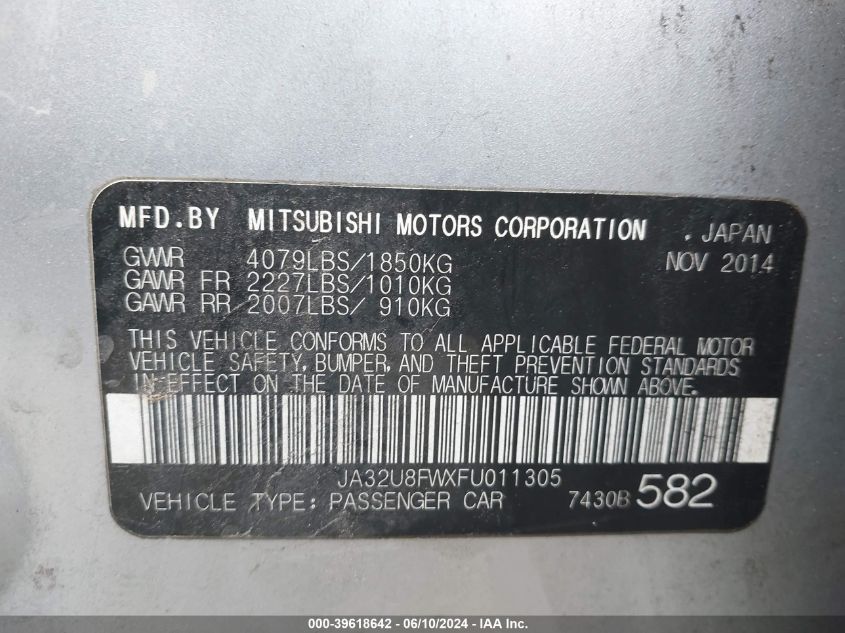 MFD.BY MITSUBISHI MOTORS CORPORATION . JAPAN
GVWR 4079LBS/1850KG NOV 2014
GAWR FR 2227LBS/1010KG
GAWR RR 2007LBS/ 910KG
THIS VEHICLE CONFORMS TO ALL APPLICABLE FEDERAL MOTOR
VEHICLE SAFETY, BUMPER, AND THEFT PREVENTION STANDARDS
IN EFFECT ON THE DATE OF MANUFACTURE SHOWN ABOVE.
JA32U8FWXFU011305
VEHICLE TYPE: PASSENGER CAR 7430B 582
000-39618642 - 06/10/2024 - IAA Inc.